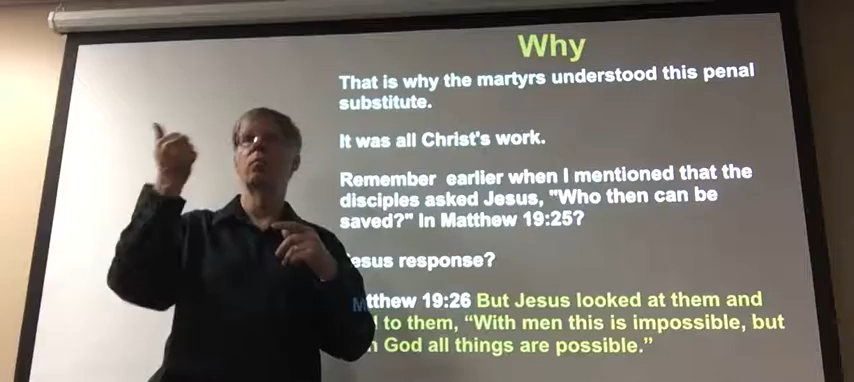 Why
That is why the martyrs understood this penal
substitute.
It was all Christ's work.
Remember earlier when I mentioned that the
disciples asked Jesus, "Who then can be
saved?" In Matthew 19:25?
esus response?
M tthew 19:26 But Jesus looked at them and
to them, “With men this is impossible, but
God all things are possible.”